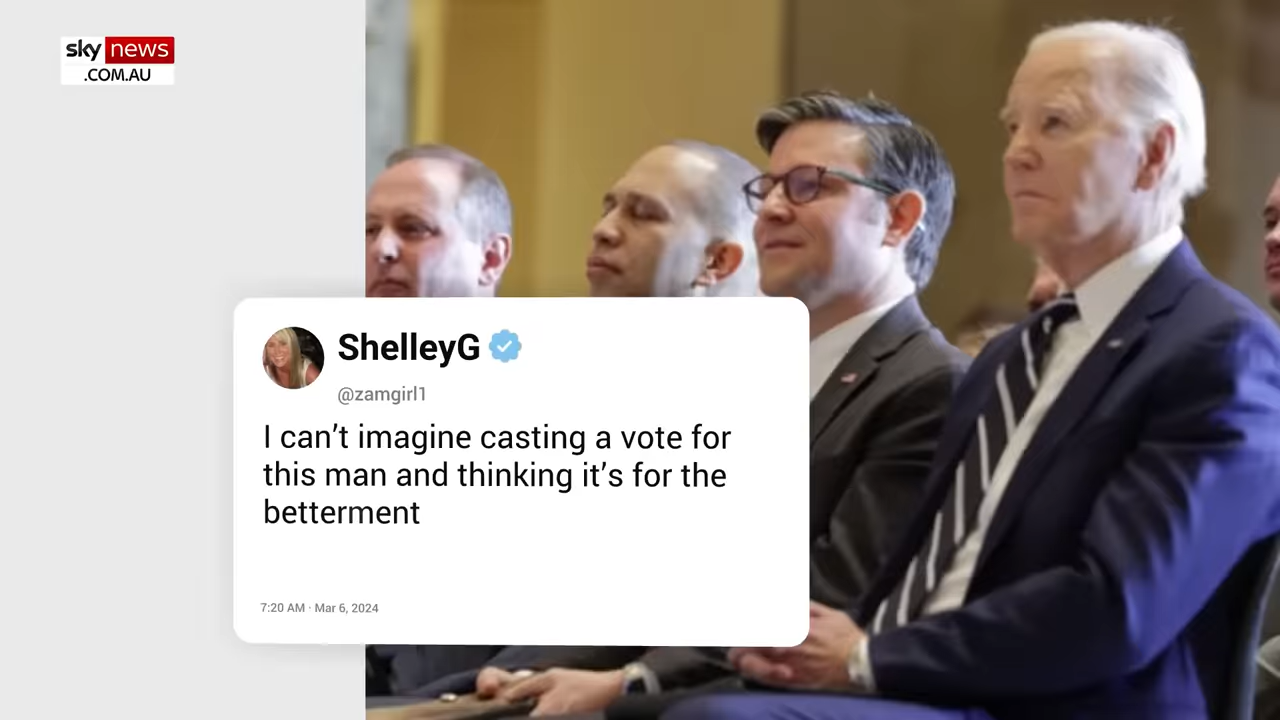 sky news
.COM.AU
ShelleyG
@zamgirl1
I can’t imagine casting a vote for
this man and thinking it’s for the
betterment
7:20 AM · Mar 6, 2024